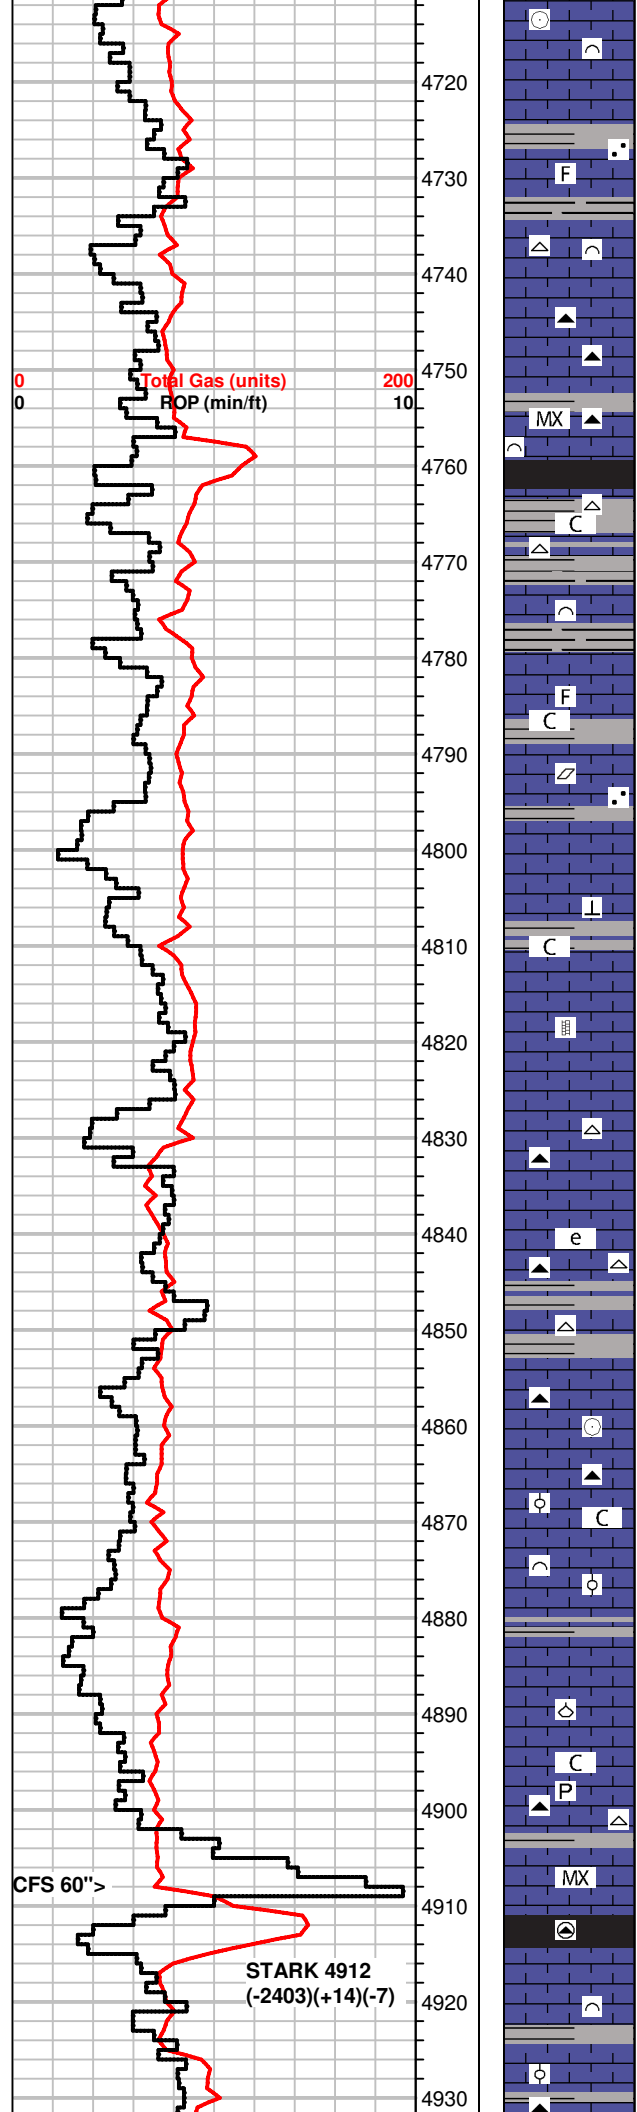 4720
F
4730
4740
4750
0 Total Gas (units) 200
0 ROP (min/ft) 10
MX
4760
C
4770
4780
F
C
4790
4800
C
4810
4820
4830
e
4840
4850
4860
C
4870
4880
4890
C
P
4900
MX
CFS 60">
4910
STARK 4912
(-2403)(+14)(-7)
4920
4930